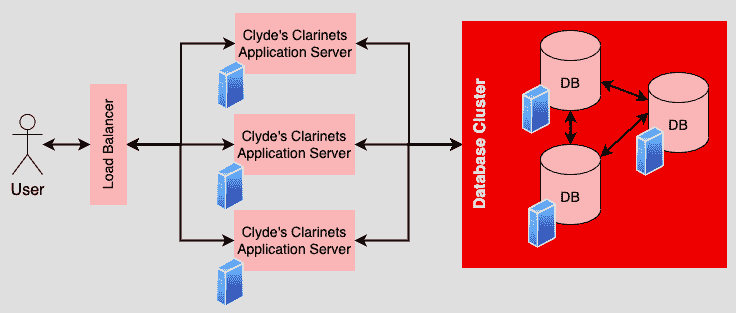 User
Load Balancer
Clyde's Clarinets
Application Server
Clyde's Clarinets
Application Server
Clyde's Clarinets
Application Server
Database Cluster
DB
DB
DB